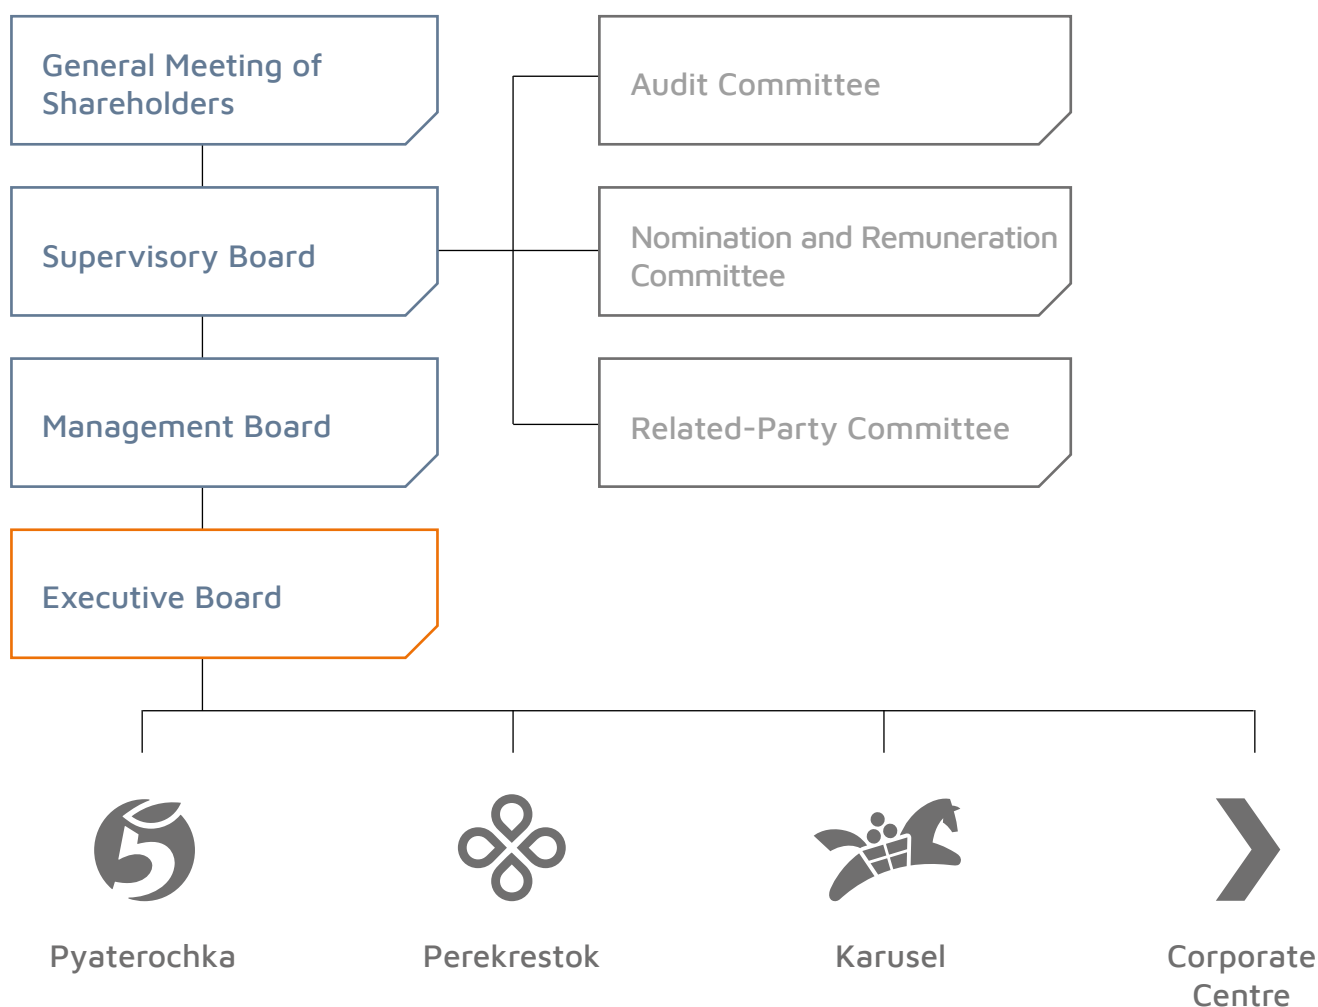 General Meeting of
Shareholders
Audit Committee
Supervisory Board
Nomination and Remuneration
Committee
Management Board
Related-Party Committee
Executive Board
5
Pyaterochka
Perekrestok
Karusel
Corporate
Centre